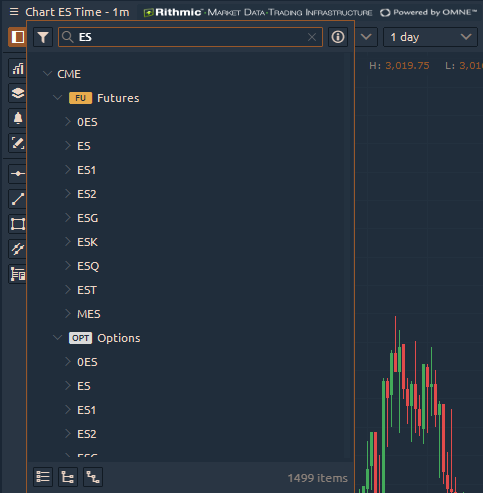 Chart ES Time - 1m Rithmic™-Market Data-Trading Infrastructure Powered by OMNE™
ES 1 day
H: 3,019.75 L: 3,01
CME
FU Futures
0ES
ES
ES1
ES2
ESG
ESK
ESQ
EST
MES
OPT Options
0ES
ES
ES1
ES2
1499 items